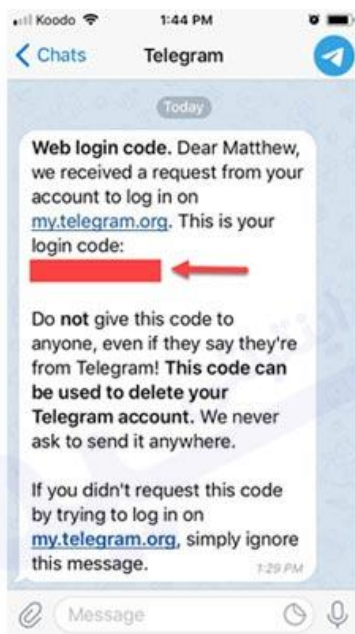 Koodo 1:44 PM
Chats Telegram
Today
Web login code. Dear Matthew,
we received a request from your
account to log in on
my.telegram.org. This is your
login code:
Do not give this code to
anyone, even if they say they're
from Telegram! This code can
be used to delete your
Telegram account. We never
ask to send it anywhere.
If you didn't request this code
by trying to log in on
my.telegram.org, simply ignore
this message. 1:29 PM
Message